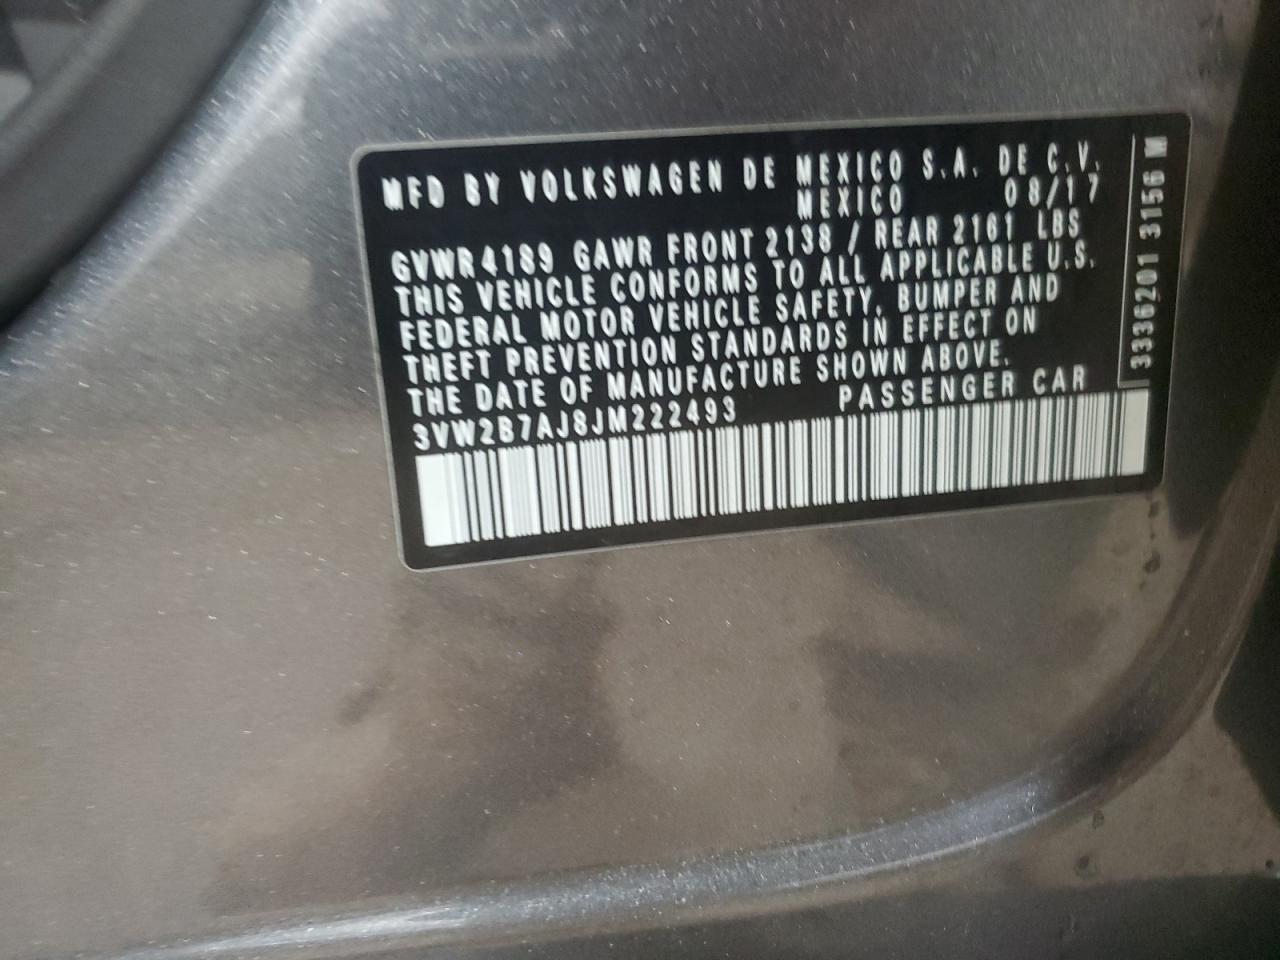 MFD BY VOLKSWAGEN DE MEXICO S.A. DE C.V.
MEXICO 08/17
GVWR 4189 GAWR FRONT 2138 / REAR 2161 LBS
THIS VEHICLE CONFORMS TO ALL APPLICABLE U.S.
FEDERAL MOTOR VEHICLE SAFETY, BUMPER AND
THEFT PREVENTION STANDARDS IN EFFECT ON
THE DATE OF MANUFACTURE SHOWN ABOVE.
3VW2B7AJ8JM222493 PASSENGER CAR
3336201 3156 M